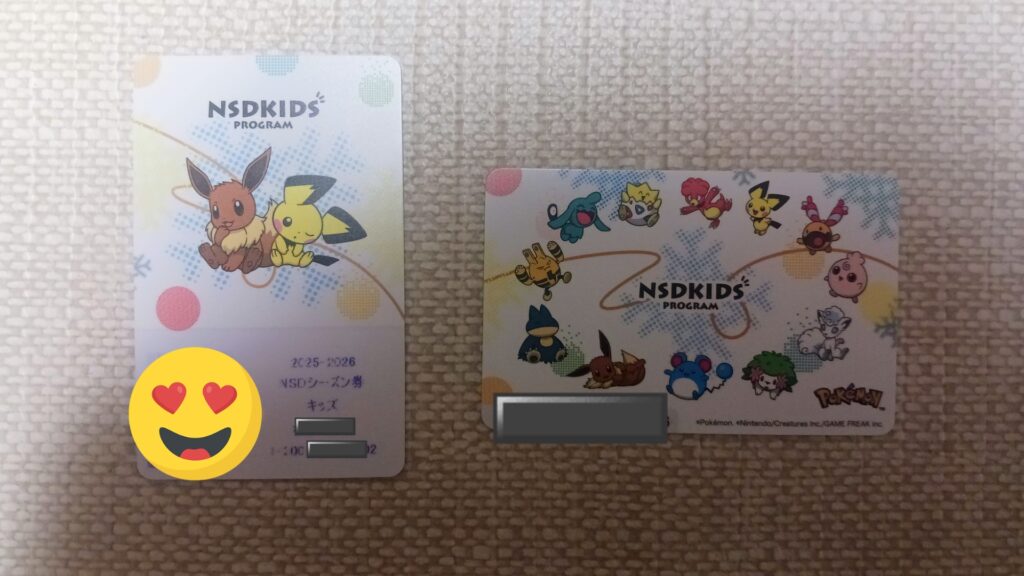 NSDKIDS
PROGRAM
2025-2026
NSDシーズン券
キッズ
NSDKIDS
PROGRAM
Pokémon
©Pokémon. ©Nintendo/Creatures Inc./GAME FREAK inc.